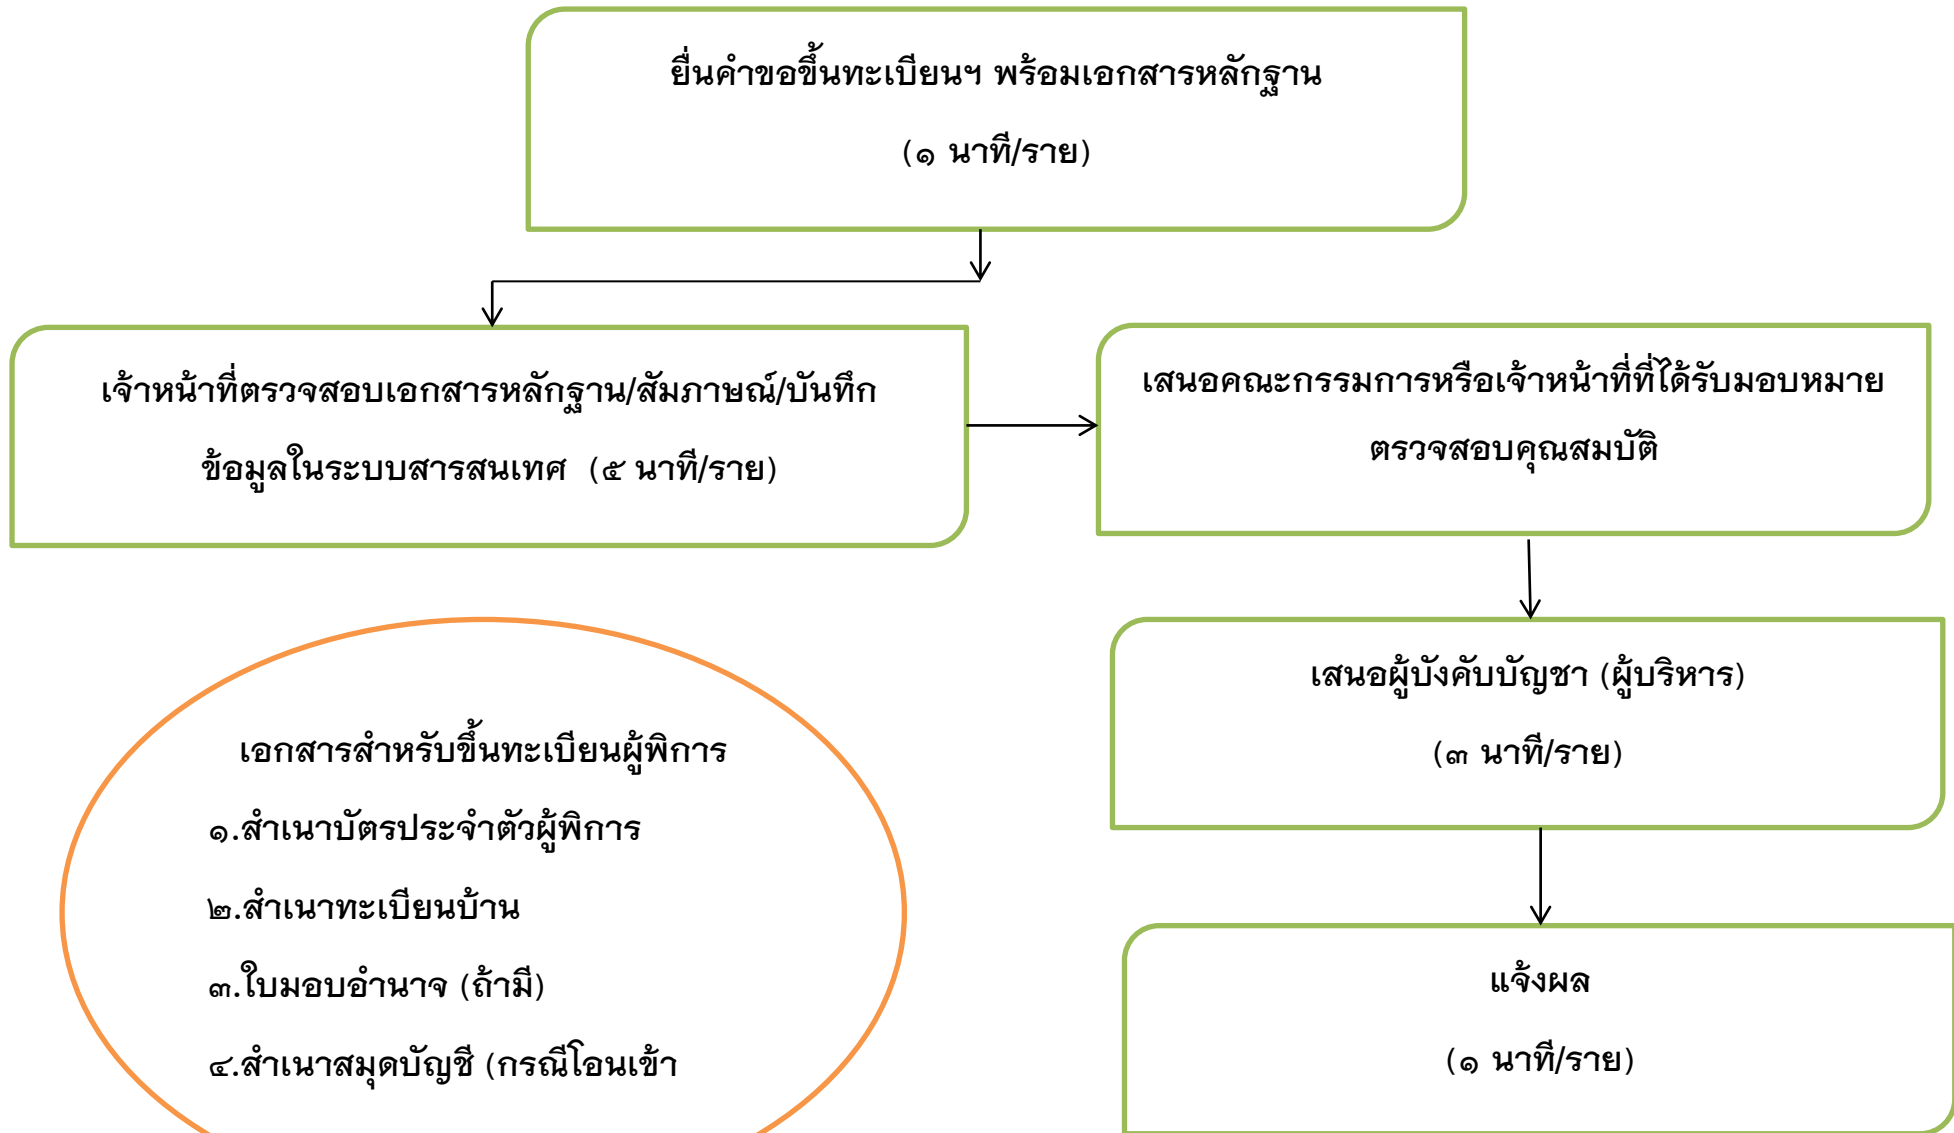 ยื่นคำขอขึ้นทะเบียนฯ พร้อมเอกสารหลักฐาน
(๑ นาที/ราย)
เจ้าหน้าที่ตรวจสอบเอกสารหลักฐาน/สัมภาษณ์/บันทึก
ข้อมูลในระบบสารสนเทศ (๕ นาที/ราย)
เสนอคณะกรรมการหรือเจ้าหน้าที่ที่ได้รับมอบหมาย
ตรวจสอบคุณสมบัติ
เสนอผู้บังคับบัญชา (ผู้บริหาร)
(๓ นาที/ราย)
แจ้งผล
(๑ นาที/ราย)
เอกสารสำหรับขึ้นทะเบียนผู้พิการ
๑.สำเนาบัตรประจำตัวผู้พิการ
๒.สำเนาทะเบียนบ้าน
๓.ใบมอบอำนาจ (ถ้ามี)
๔.สำเนาสมุดบัญชี (กรณีโอนเข้า